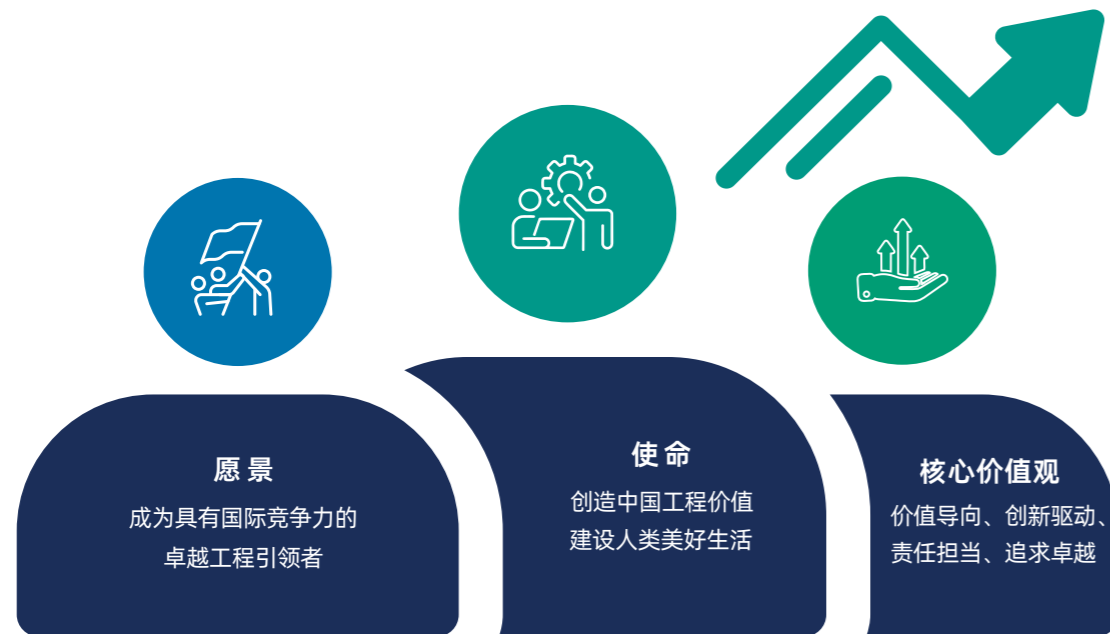 愿景
成为具有国际竞争力的
卓越工程引领者
使命
创造中国工程价值
建设人类美好生活
核心价值观
价值导向、创新驱动、
责任担当、追求卓越